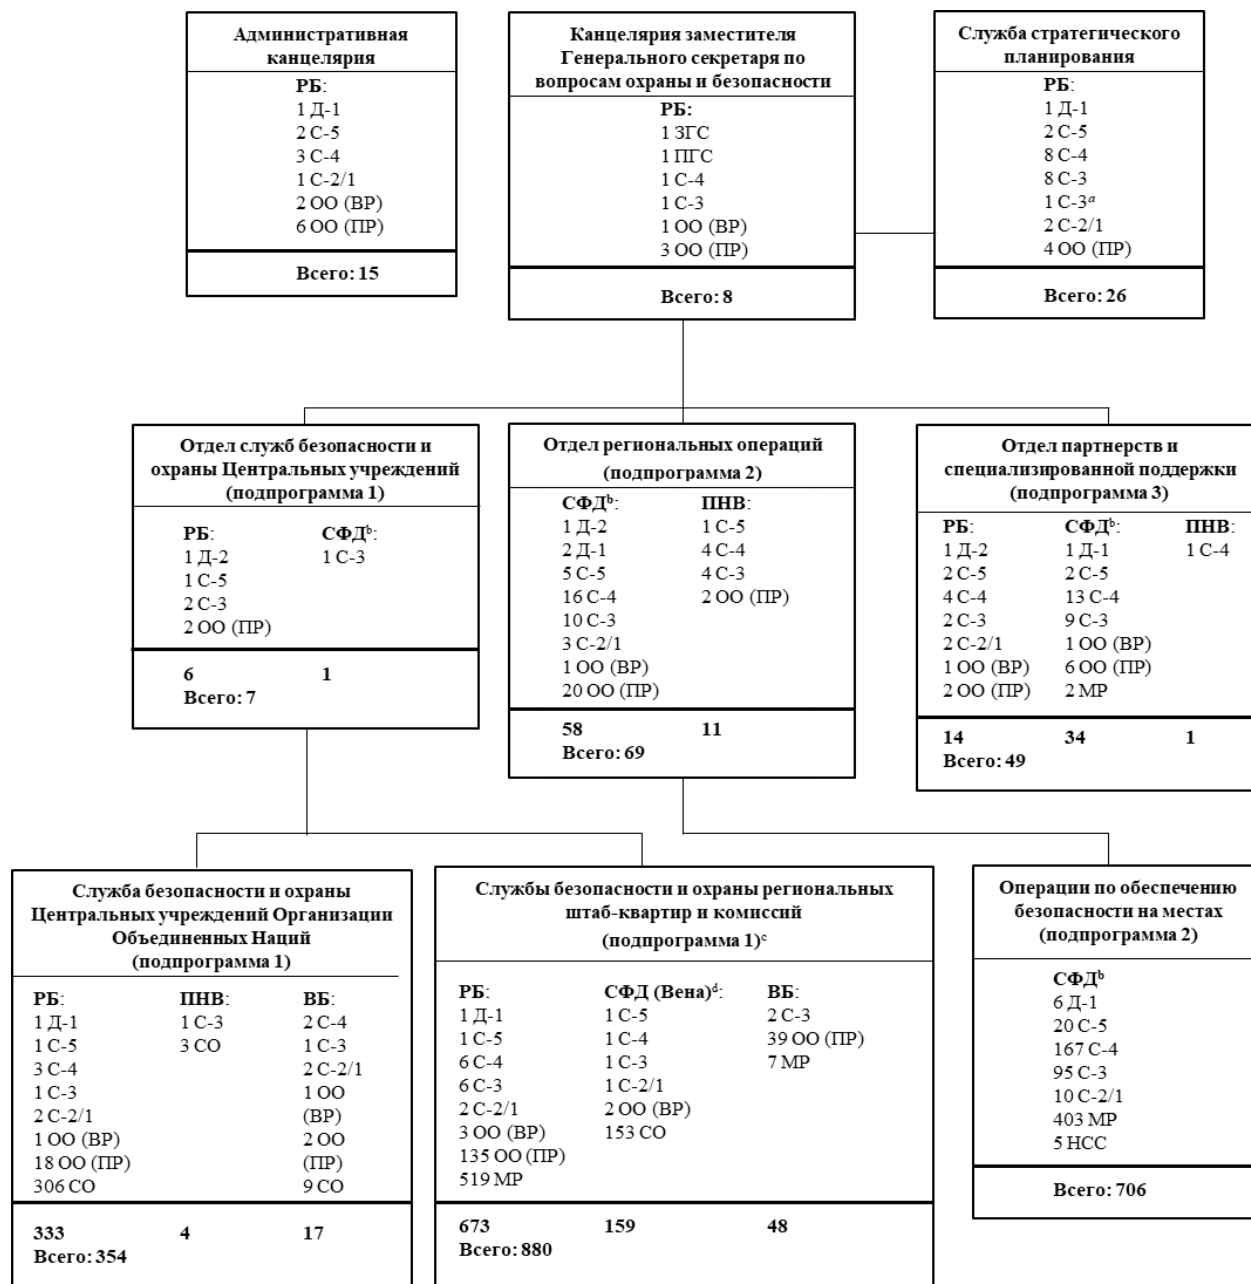 Административная
канцелярия
РБ:
1 Д-1
2 С-5
3 С-4
1 С-2/1
2 ОО (ВР)
6 ОО (ПР)
Всего: 15
Канцелярия заместителя
Генерального секретаря по
вопросам охраны и безопасности
РБ:
1 ЗГС
1 ПГС
1 С-4
1 С-3
1 ОО (ВР)
3 ОО (ПР)
Всего: 8
Служба стратегического
планирования
РБ:
1 Д-1
2 С-5
8 С-4
8 С-3
1 С-3ᵃ
2 С-2/1
4 ОО (ПР)
Всего: 26
Отдел служб безопасности и
охраны Центральных учреждений
(подпрограмма 1)
РБ: СФДᵇ:
1 Д-2 1 С-3
1 С-5
2 С-3
2 ОО (ПР)
6 1
Всего: 7
Отдел региональных операций
(подпрограмма 2)
СФДᵇ: ПНВ:
1 Д-2 1 С-5
2 Д-1 4 С-4
5 С-5 4 С-3
16 С-4 2 ОО (ПР)
10 С-3
3 С-2/1
1 ОО (ВР)
20 ОО (ПР)
58 11
Всего: 69
Отдел партнерств и
специализированной поддержки
(подпрограмма 3)
РБ: СФДᵇ: ПНВ:
1 Д-2 1 Д-1 1 С-4
2 С-5 2 С-5
4 С-4 13 С-4
2 С-3 9 С-3
2 С-2/1 1 ОО (ВР)
1 ОО (ВР) 6 ОО (ПР)
2 ОО (ПР) 2 МР
14 34 1
Всего: 49
Служба безопасности и охраны
Центральных учреждений Организации
Объединенных Наций
(подпрограмма 1)
РБ: ПНВ: ВБ:
1 Д-1 1 С-3 2 С-4
1 С-5 3 СО 1 С-3
3 С-4 2 С-2/1
1 С-3 1 ОО
2 С-2/1 (ВР)
1 ОО (ВР) 2 ОО
18 ОО (ПР) (ПР)
306 СО 9 СО
333 4 17
Всего: 354
Службы безопасности и охраны региональных
штаб-квартир и комиссий
(подпрограмма 1)ᶜ
РБ: СФД (Вена)ᵈ: ВБ:
1 Д-1 1 С-5 2 С-3
1 С-5 1 С-4 39 ОО (ПР)
6 С-4 1 С-3 7 МР
6 С-3 1 С-2/1
2 С-2/1 2 ОО (ВР)
3 ОО (ВР) 153 СО
135 ОО (ПР)
519 МР
673 159 48
Всего: 880
Операции по обеспечению
безопасности на местах
(подпрограмма 2)
СФДᵇ
6 Д-1
20 С-5
167 С-4
95 С-3
10 С-2/1
403 МР
5 НСС
Всего: 706